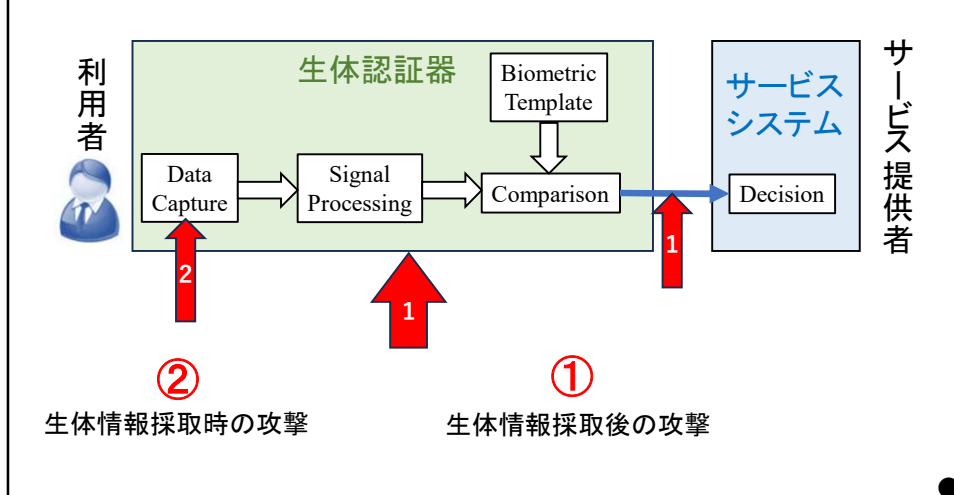 利用者
生体認証器
Biometric
Template
Data
Capture
Signal
Processing
Comparison
サービス
システム
Decision
サービス提供者
2
1
1
②
生体情報採取時の攻撃
①
生体情報採取後の攻撃